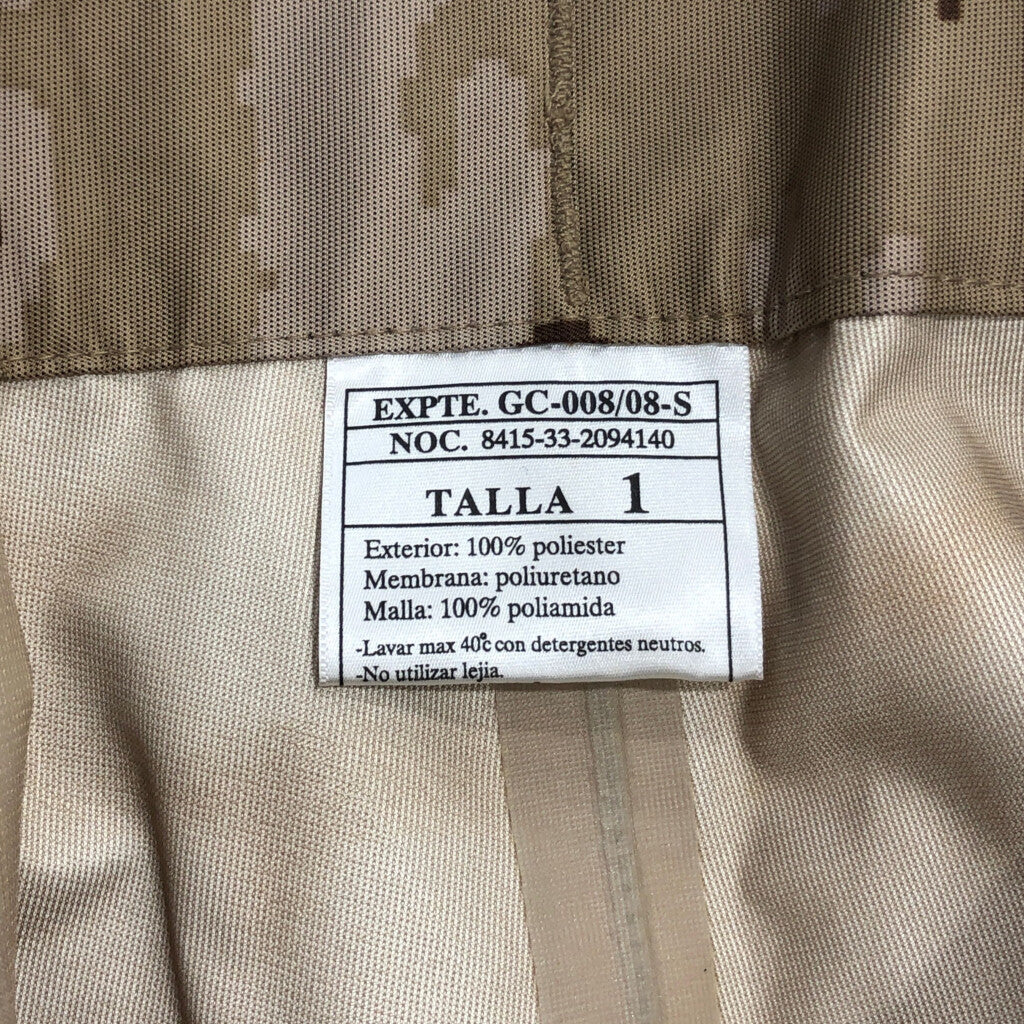 EXPTE. GC-008/08-S
NOC. 8415-33-2094140
TALLA 1
Exterior: 100% poliester
Membrana: poliuretano
Malla: 100% poliamida
-Lavar max 40ºc con detergentes neutros.
-No utilizar lejia.